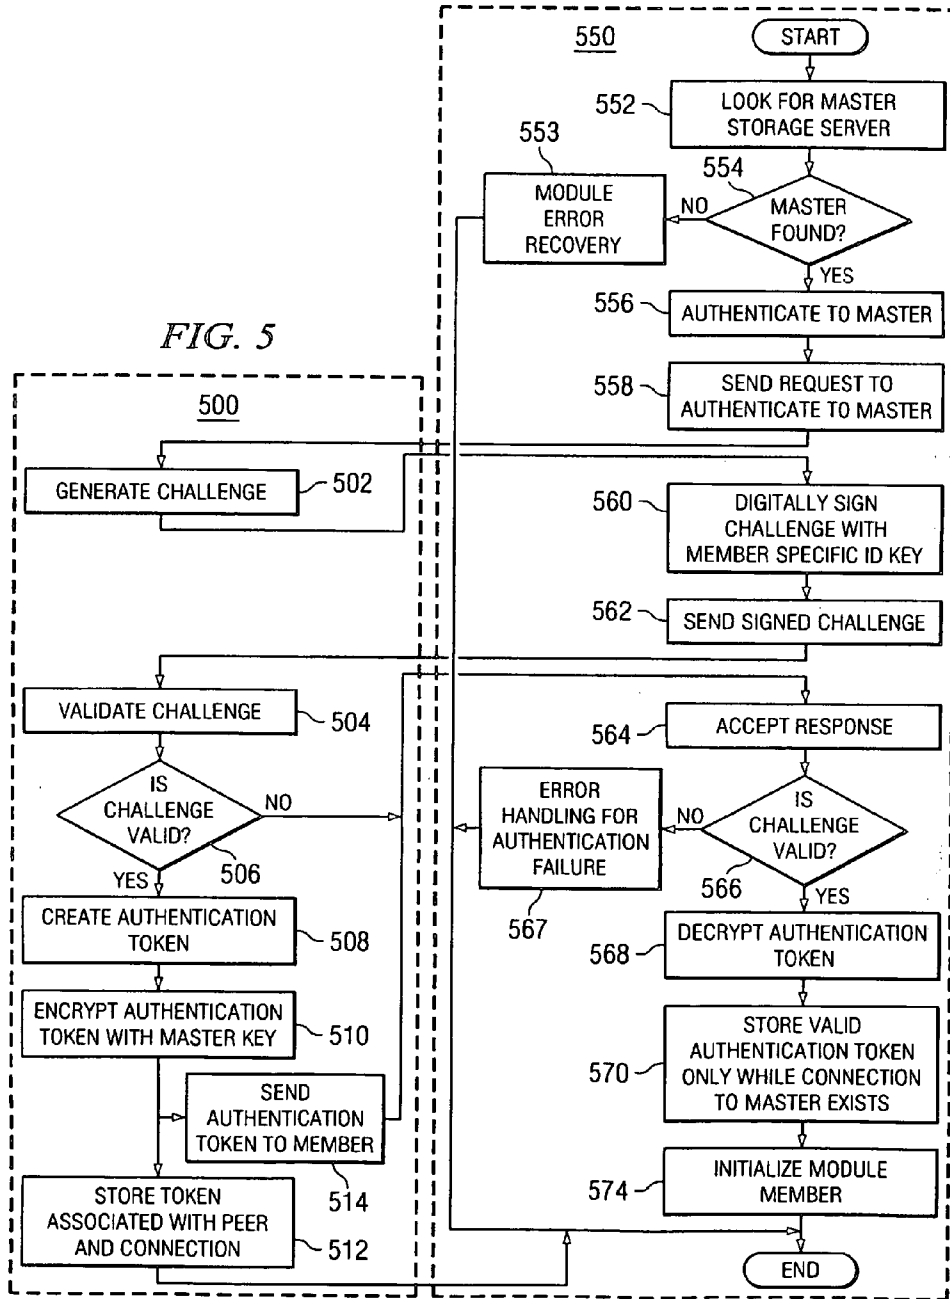 550
START
552
LOOK FOR MASTER
STORAGE SERVER
553
MODULE
ERROR
RECOVERY
554
NO
MASTER
FOUND?
YES
556
AUTHENTICATE TO MASTER
558
SEND REQUEST TO
AUTHENTICATE TO MASTER
FIG. 5
500
GENERATE CHALLENGE
502
560
DIGITALLY SIGN
CHALLENGE WITH
MEMBER SPECIFIC ID KEY
562
SEND SIGNED CHALLENGE
VALIDATE CHALLENGE
504
564
ACCEPT RESPONSE
IS
CHALLENGE
VALID?
NO
506
YES
ERROR
HANDLING FOR
AUTHENTICATION
FAILURE
567
NO
IS
CHALLENGE
VALID?
566
YES
CREATE AUTHENTICATION
TOKEN
508
568
DECRYPT AUTHENTICATION
TOKEN
ENCRYPT AUTHENTICATION
TOKEN WITH MASTER KEY
510
570
STORE VALID
AUTHENTICATION TOKEN
ONLY WHILE CONNECTION
TO MASTER EXISTS
SEND
AUTHENTICATION
TOKEN TO MEMBER
514
574
INITIALIZE MODULE
MEMBER
STORE TOKEN
ASSOCIATED WITH PEER
AND CONNECTION
512
END